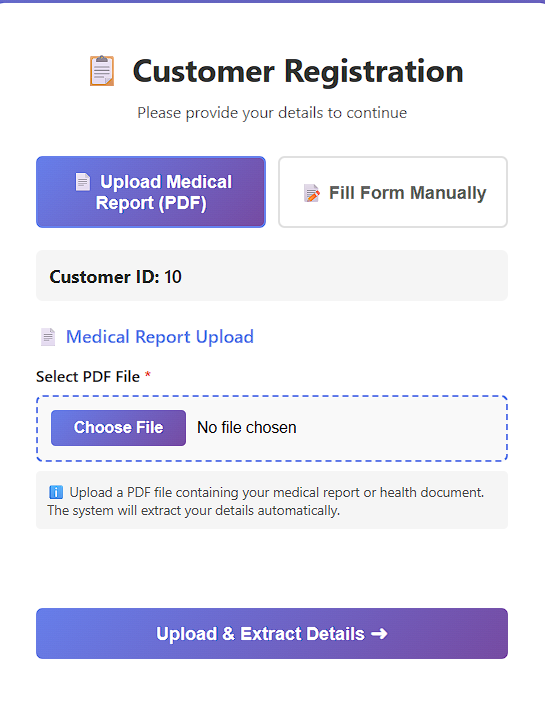 Customer Registration
Please provide your details to continue
Upload Medical
Report (PDF)
Fill Form Manually
Customer ID: 10
Medical Report Upload
Select PDF File *
Choose File No file chosen
Upload a PDF file containing your medical report or health document.
The system will extract your details automatically.
Upload & Extract Details ➜